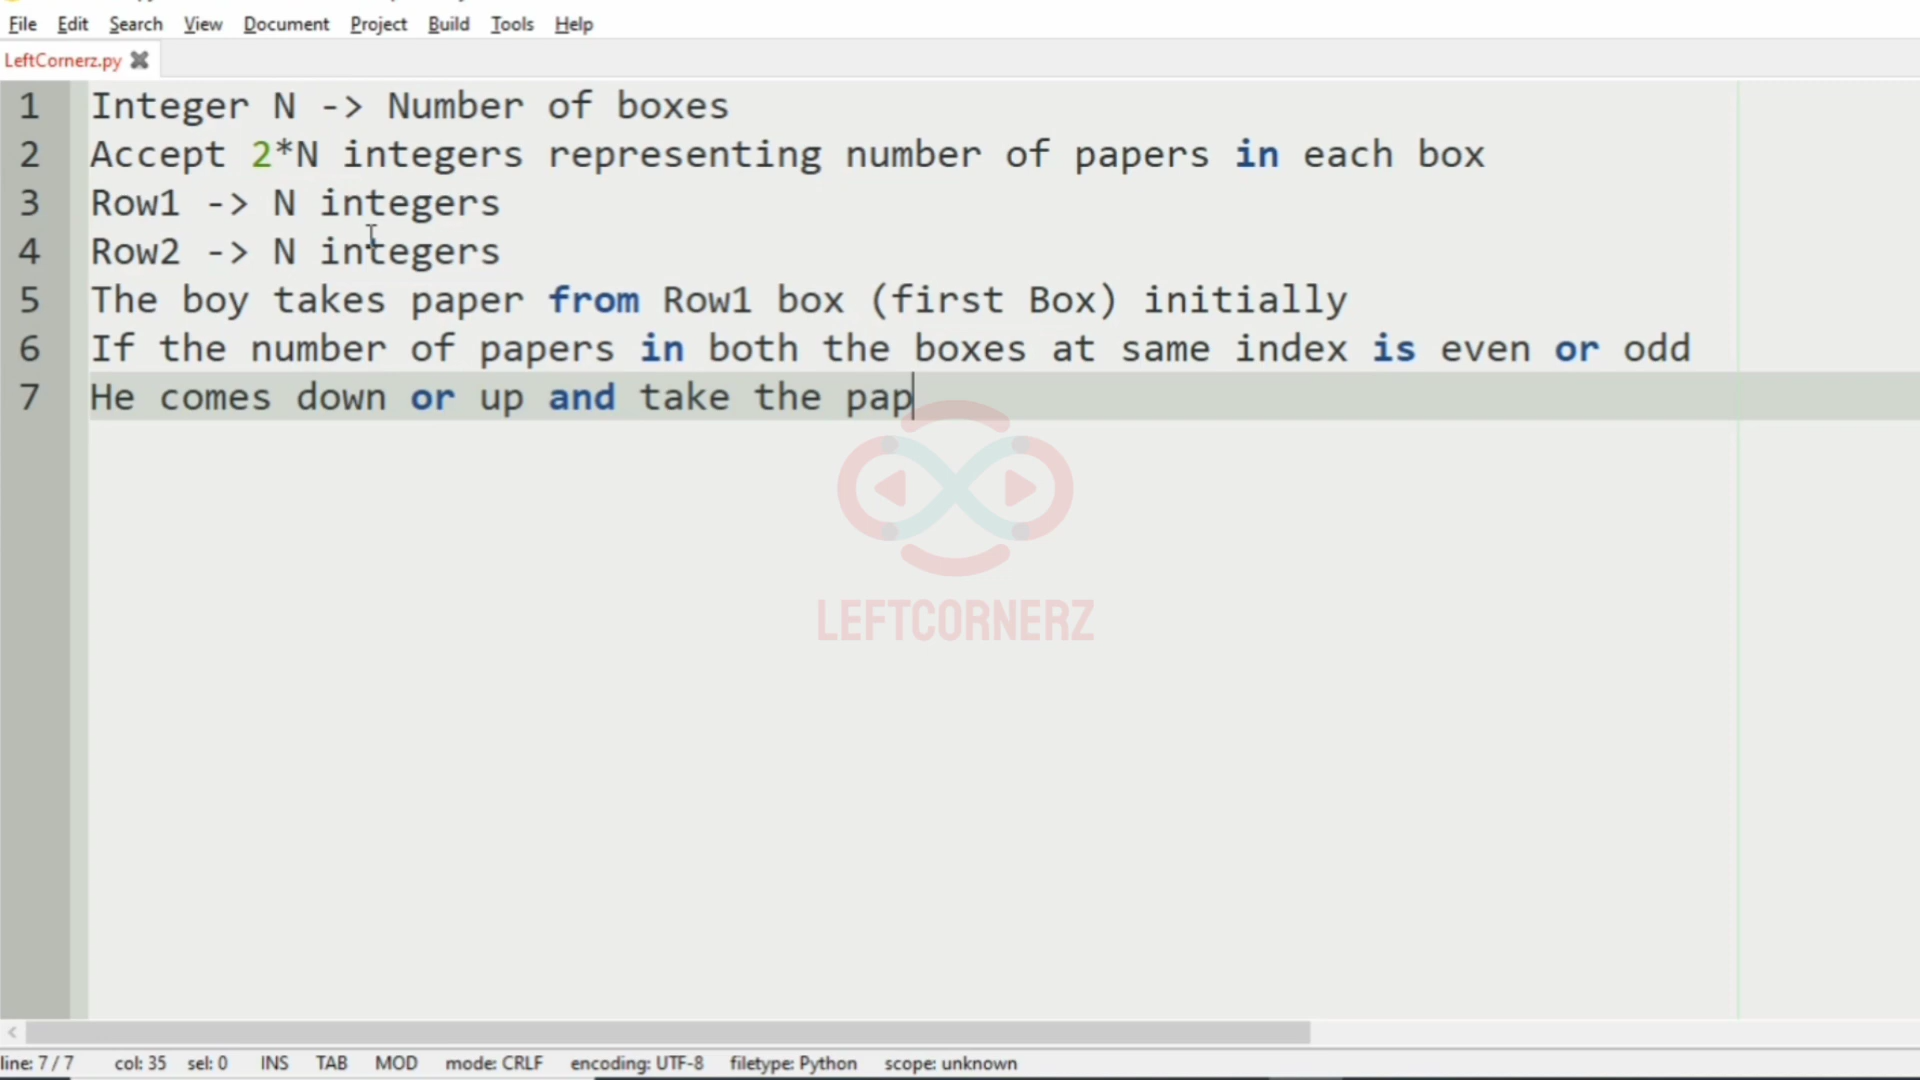 File Edit Search View Document Project Build Tools Help
LeftCornerz.py
1 Integer N -> Number of boxes
2 Accept 2*N integers representing number of papers in each box
3 Row1 -> N integers
4 Row2 -> N integers
5 The boy takes paper from Row1 box (first Box) initially
6 If the number of papers in both the boxes at same index is even or odd
7 He comes down or up and take the pap
LEFTCORNERZ
line: 7 / 7 col: 35 sel: 0 INS TAB MOD mode: CRLF encoding: UTF-8 filetype: Python scope: unknown